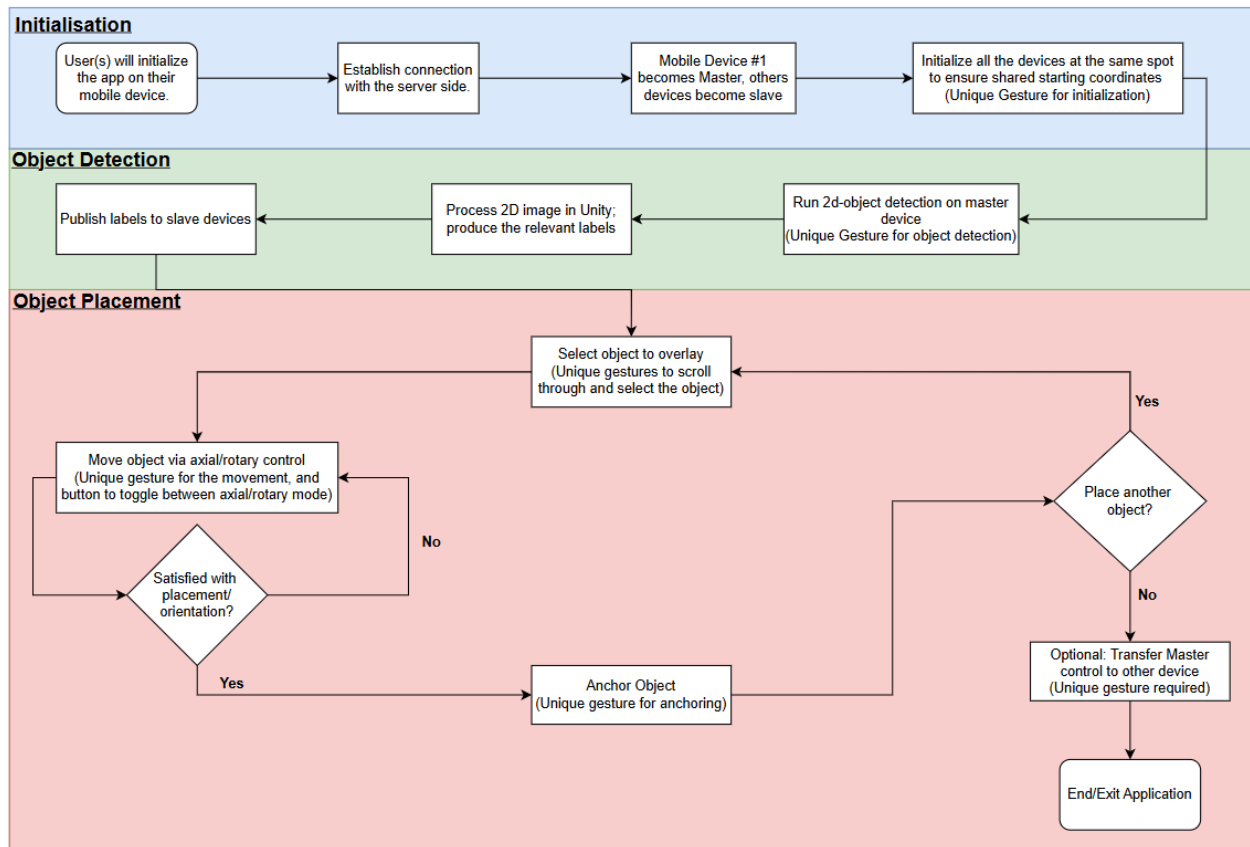 Initialisation
User(s) will initialize
the app on their
mobile device.
Establish connection
with the server side.
Mobile Device #1
becomes Master, others
devices become slave
Initialize all the devices at the same spot
to ensure shared starting coordinates
(Unique Gesture for initialization)
Object Detection
Publish labels to slave devices
Process 2D image in Unity;
produce the relevant labels
Run 2d-object detection on master
device
(Unique Gesture for object detection)
Object Placement
Select object to overlay
(Unique gestures to scroll
through and select the object)
Yes
Move object via axial/rotary control
(Unique gesture for the movement, and
button to toggle between axial/rotary mode)
Place another
object?
No
Satisfied with
placement/
orientation?
No
Yes
Anchor Object
(Unique gesture for anchoring)
Optional: Transfer Master
control to other device
(Unique gesture required)
End/Exit Application